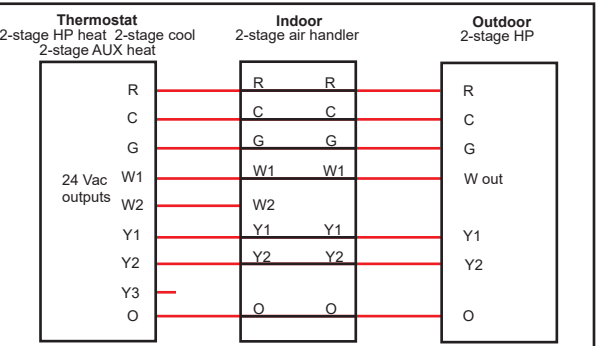 Thermostat Indoor Outdoor
2-stage HP heat 2-stage cool 2-stage air handler 2-stage HP
2-stage AUX heat
R R R R
C C C C
G G G G
W1 W1 W1 W out
24 Vac
outputs
W2 W2
Y1 Y1 Y1 Y1
Y2 Y2 Y2 Y2
Y3
O O O O